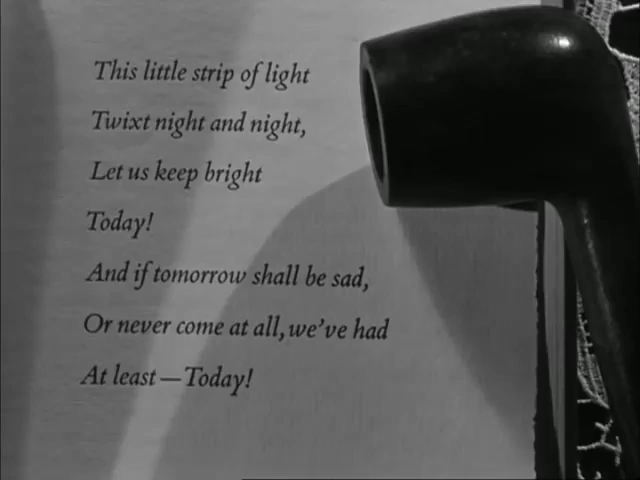 This little strip of light
Twixt night and night,
Let us keep bright
Today!
And if tomorrow shall be sad,
Or never come at all, we've had
At least—Today!